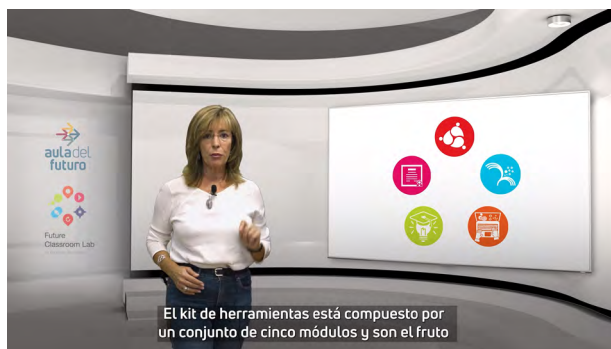 aula del
futuro
Future
Classroom Lab
El kit de herramientas está compuesto por
un conjunto de cinco módulos y son el fruto